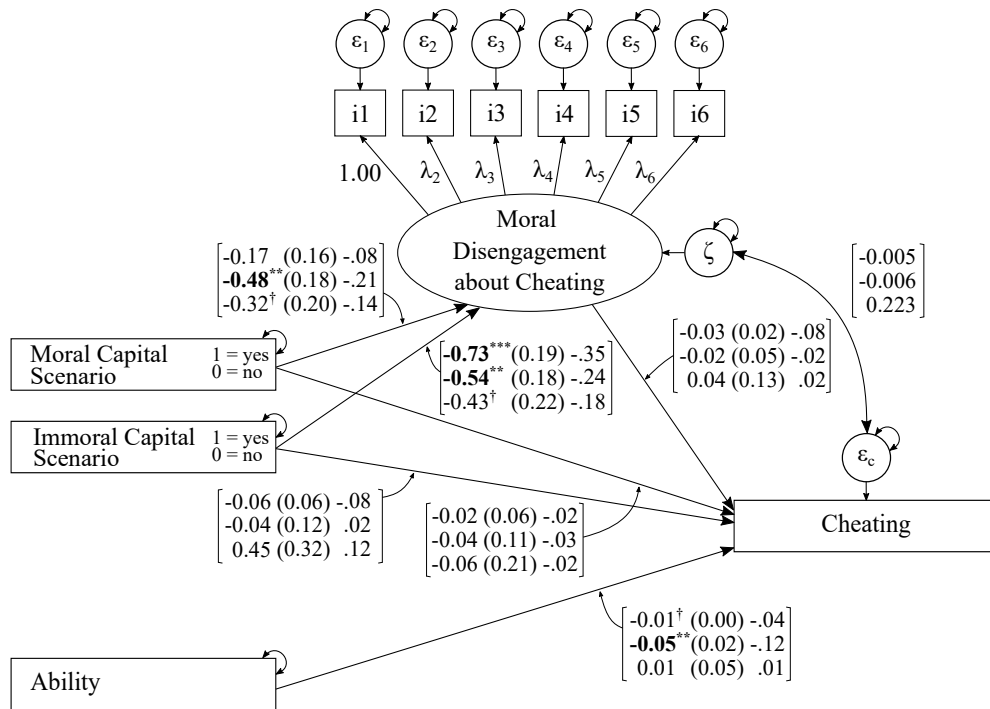 ε1 ε2 ε3 ε4 ε5 ε6
i1 i2 i3 i4 i5 i6
1.00 λ2 λ3 λ4 λ5 λ6
Moral
Disengagement
about Cheating
ζ
-0.17 (0.16) -.08
-0.48** (0.18) -.21
-0.32† (0.20) -.14
-0.005
-0.006
0.223
Moral Capital
Scenario
1 = yes
0 = no
-0.73*** (0.19) -.35
-0.54** (0.18) -.24
-0.43† (0.22) -.18
-0.03 (0.02) -.08
-0.02 (0.05) -.02
0.04 (0.13) .02
Immoral Capital
Scenario
1 = yes
0 = no
εc
-0.06 (0.06) -.08
-0.04 (0.12) .02
0.45 (0.32) .12
-0.02 (0.06) -.02
-0.04 (0.11) -.03
-0.06 (0.21) -.02
Cheating
-0.01† (0.00) -.04
-0.05** (0.02) -.12
0.01 (0.05) .01
Ability